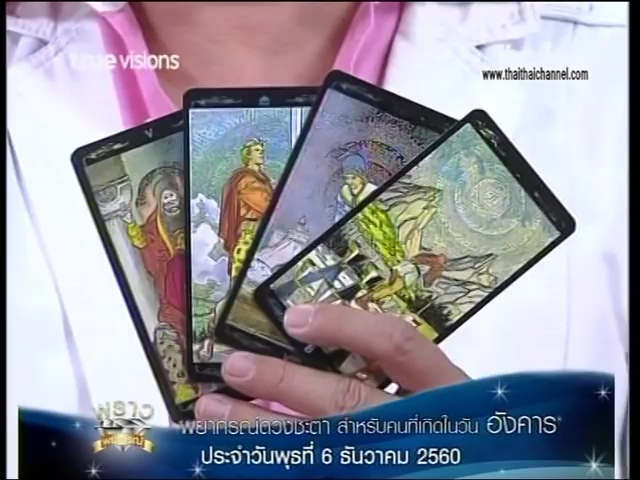 true visions
www.thaithaichannel.com
V
พยากรณ์ดวงชะตา สำหรับคนที่เกิดในวัน อังคาร
ประจำวันพุธที่ 6 ธันวาคม 2560